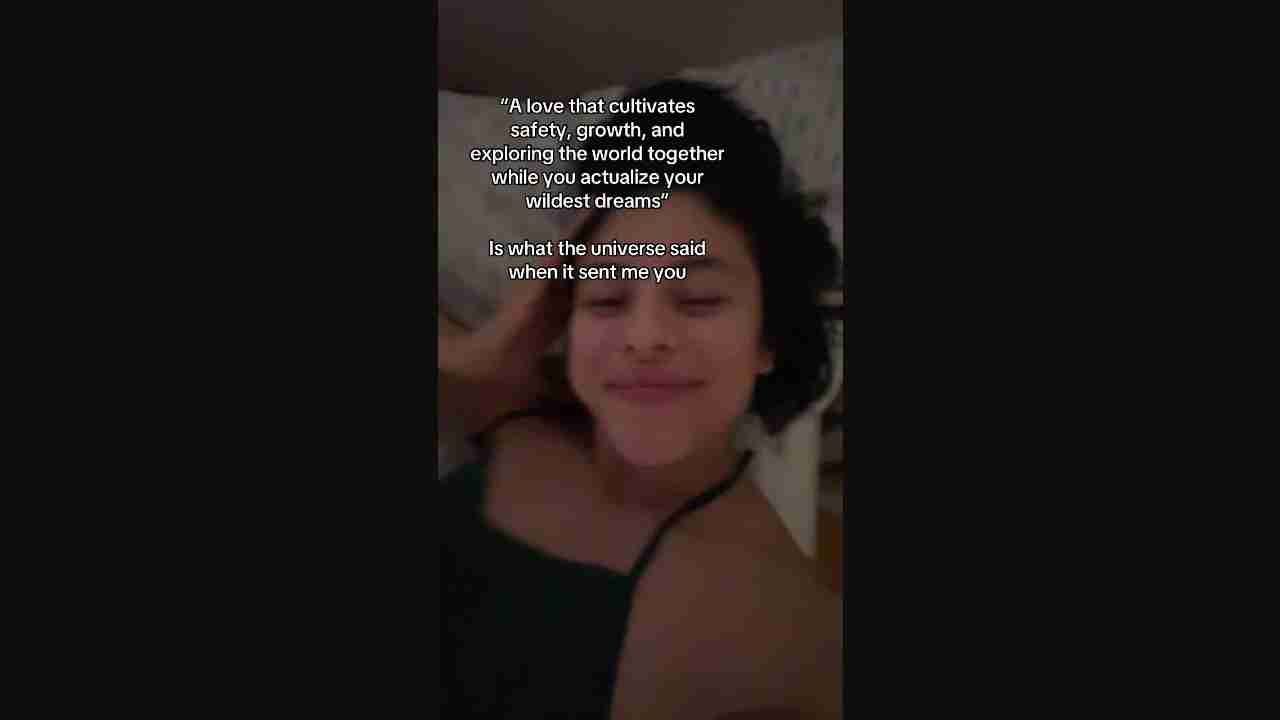 “A love that cultivates
safety, growth, and
exploring the world together
while you actualize your
wildest dreams”
Is what the universe said
when it sent me you